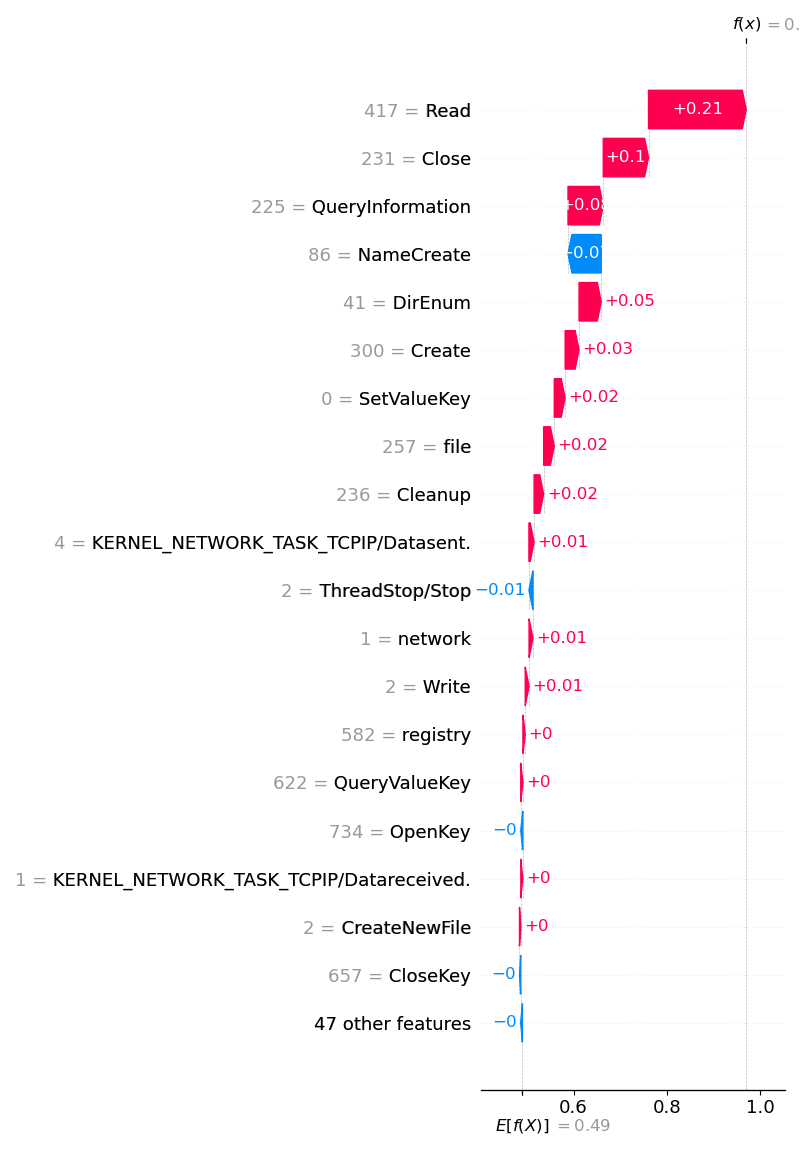 f(x) = 0.
417 = Read +0.21
231 = Close +0.1
225 = QueryInformation +0.0
86 = NameCreate −0.0
41 = DirEnum +0.05
300 = Create +0.03
0 = SetValueKey +0.02
257 = file +0.02
236 = Cleanup +0.02
4 = KERNEL_NETWORK_TASK_TCPIP/Datasent. +0.01
2 = ThreadStop/Stop −0.01
1 = network +0.01
2 = Write +0.01
582 = registry +0
622 = QueryValueKey +0
734 = OpenKey −0
1 = KERNEL_NETWORK_TASK_TCPIP/Datareceived. +0
2 = CreateNewFile +0
657 = CloseKey −0
47 other features −0
0.6 0.8 1.0
E[f(X)] = 0.49